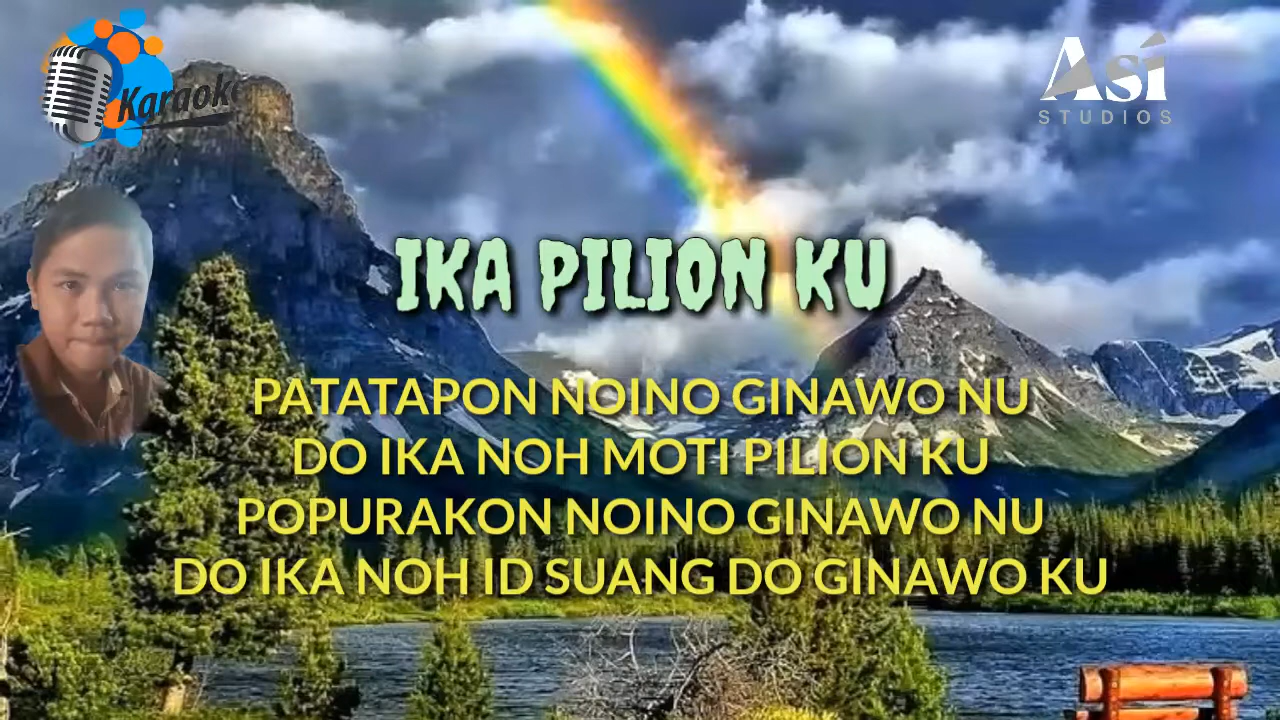 Karaoke
Asi
STUDIOS
IKA PILION KU
PATATAPON NOINO GINAWO NU
DO IKA NOH MOTI PILION KU
POPURAKON NOINO GINAWO NU
DO IKA NOH ID SUANG DO GINAWO KU